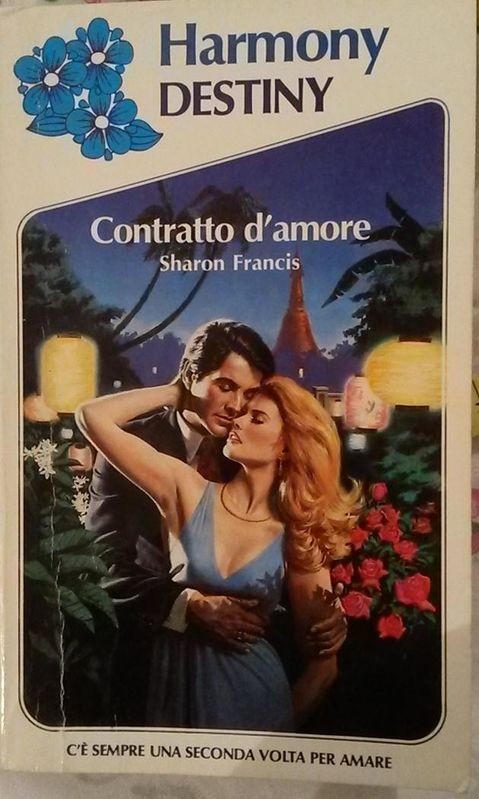 Harmony
DESTINY
Contratto d'amore
Sharon Francis
C'È SEMPRE UNA SECONDA VOLTA PER AMARE